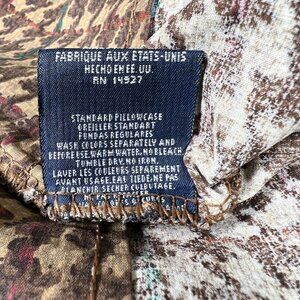 FABRIQUE AUX ETATS-UNIS
HECHO EN EE.UU.
RN 14927
STANDARD PILLOWCASE
OREILLER STANDART
FUNDAS REGULARES
WASH COLORS SEPARATELY AND
BEFORE USE. WARM WATER. NO BLEACH
TUMBLE DRY. NO IRON.
LAVER LES COULEURS SEPAREMENT
AVANT USAGE. EAU TIEDE. NE PAS
BLANCHIR. SECHER CULBUTAGE.